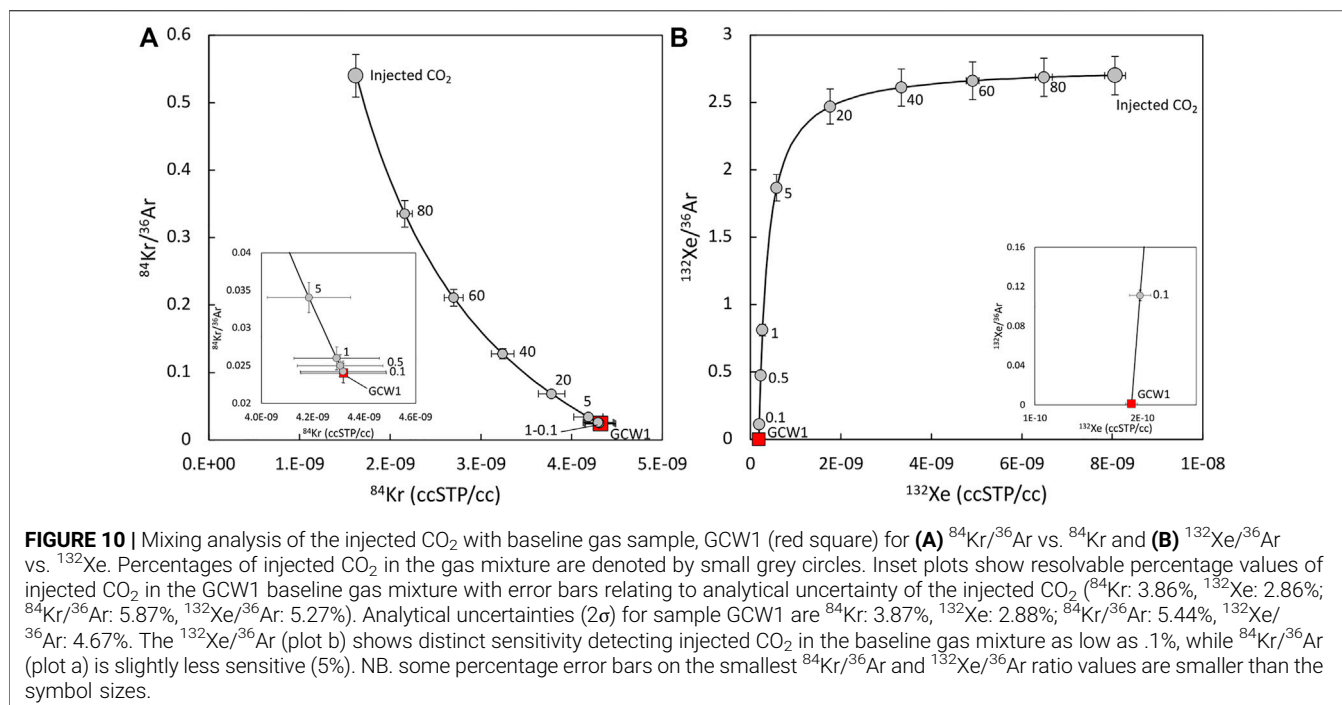 A
0.6
0.5
0.4
0.3
0.2
0.1
0
⁸⁴Kr/³⁶Ar
Injected CO₂
80
60
40
20
5
1-0.1
GCW1
0.E+00
1.E-09
2.E-09
3.E-09
4.E-09
5.E-09
⁸⁴Kr (ccSTP/cc)
0.04
0.035
0.03
0.025
0.02
⁸⁴Kr/³⁶Ar
5
1
0.5
0.1
GCW1
4.0E-09
4.2E-09
4.4E-09
4.6E-09
⁸⁴Kr (ccSTP/cc)
B
3
2.5
2
1.5
1
0.5
0
¹³²Xe/³⁶Ar
20
40
60
80
Injected CO₂
5
1
0.5
0.1
GCW1
0
2E-09
4E-09
6E-09
8E-09
1E-08
¹³²Xe (ccSTP/cc)
0.16
0.12
0.08
0.04
0
¹³²Xe/³⁶Ar
0.1
GCW1
1E-10
2E-10
¹³²Xe (ccSTP/cc)
FIGURE 10 | Mixing analysis of the injected CO₂ with baseline gas sample, GCW1 (red square) for (A) ⁸⁴Kr/³⁶Ar vs. ⁸⁴Kr and (B) ¹³²Xe/³⁶Ar
vs. ¹³²Xe. Percentages of injected CO₂ in the gas mixture are denoted by small grey circles. Inset plots show resolvable percentage values of
injected CO₂ in the GCW1 baseline gas mixture with error bars relating to analytical uncertainty of the injected CO₂ (⁸⁴Kr: 3.86%, ¹³²Xe: 2.86%;
⁸⁴Kr/³⁶Ar: 5.87%, ¹³²Xe/³⁶Ar: 5.27%). Analytical uncertainties (2σ) for sample GCW1 are ⁸⁴Kr: 3.87%, ¹³²Xe: 2.88%; ⁸⁴Kr/³⁶Ar: 5.44%, ¹³²Xe/
³⁶Ar: 4.67%. The ¹³²Xe/³⁶Ar (plot b) shows distinct sensitivity detecting injected CO₂ in the baseline gas mixture as low as .1%, while ⁸⁴Kr/³⁶Ar
(plot a) is slightly less sensitive (5%). NB. some percentage error bars on the smallest ⁸⁴Kr/³⁶Ar and ¹³²Xe/³⁶Ar ratio values are smaller than the
symbol sizes.